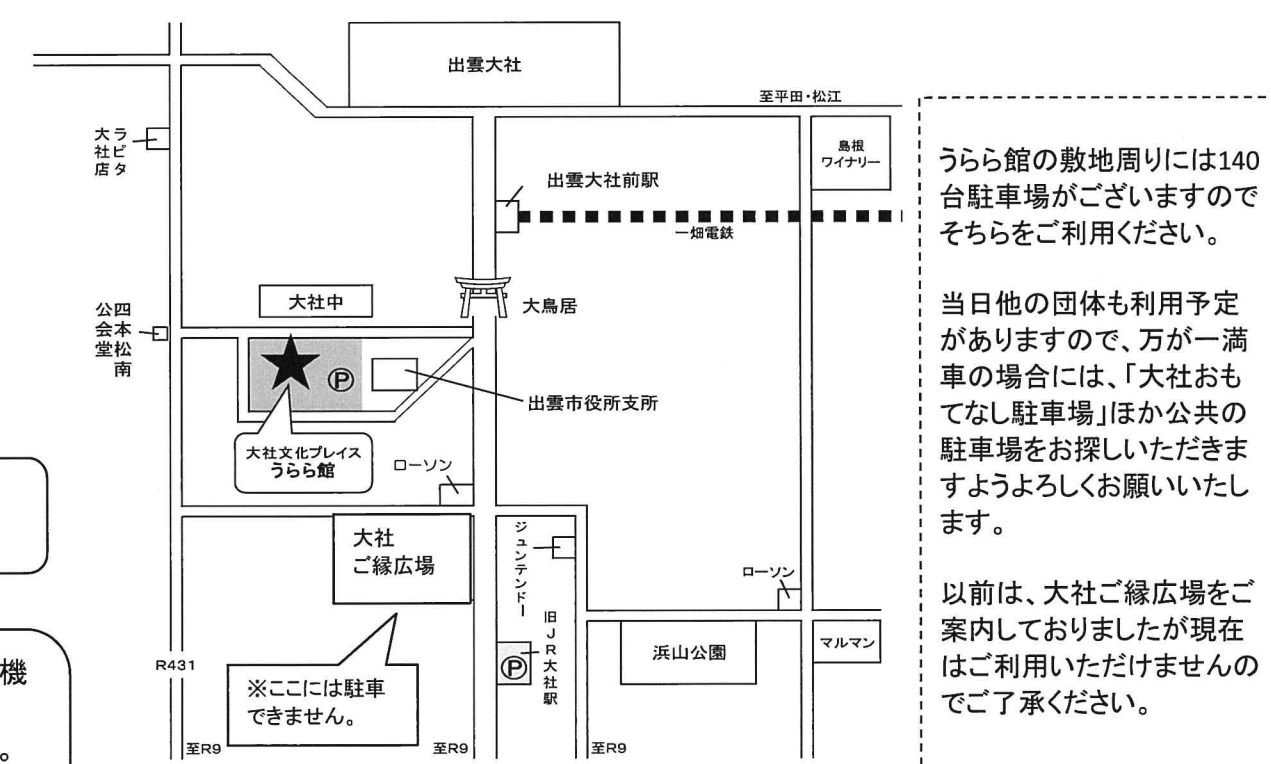 出雲大社
至平田・松江
ラピタ
大社店
島根
ワイナリー
出雲大社前駅
一畑電鉄
大社中
大鳥居
四本松南
公会堂
Ⓟ
出雲市役所支所
大社文化プレイス
うらら館
ローソン
大社
ご縁広場
ジュンテンドー
ローソン
旧JR大社駅
Ⓟ
浜山公園
マルマン
R431
※ここには駐車
できません。
至R9
至R9
至R9
機
。
うらら館の敷地周りには140
台駐車場がございますので
そちらをご利用ください。
当日他の団体も利用予定
がありますので、万が一満
車の場合には、「大社おも
てなし駐車場」ほか公共の
駐車場をお探しいただきま
すようよろしくお願いいたし
ます。
以前は、大社ご縁広場をご
案内しておりましたが現在
はご利用いただけませんの
でご了承ください。